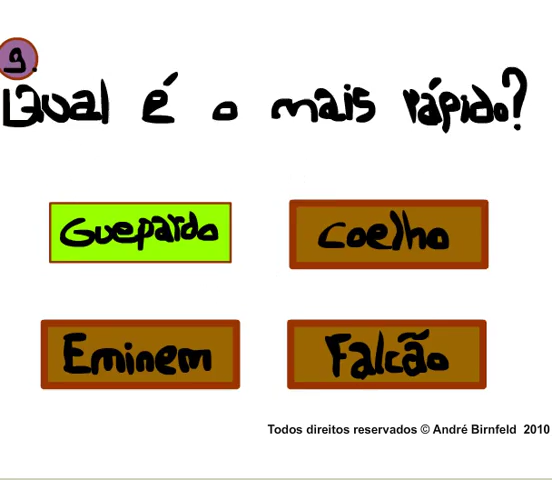 9.
Qual é o mais rápido?
Guepardo
Coelho
Eminem
Falcão
Todos direitos reservados © André Birnfeld 2010